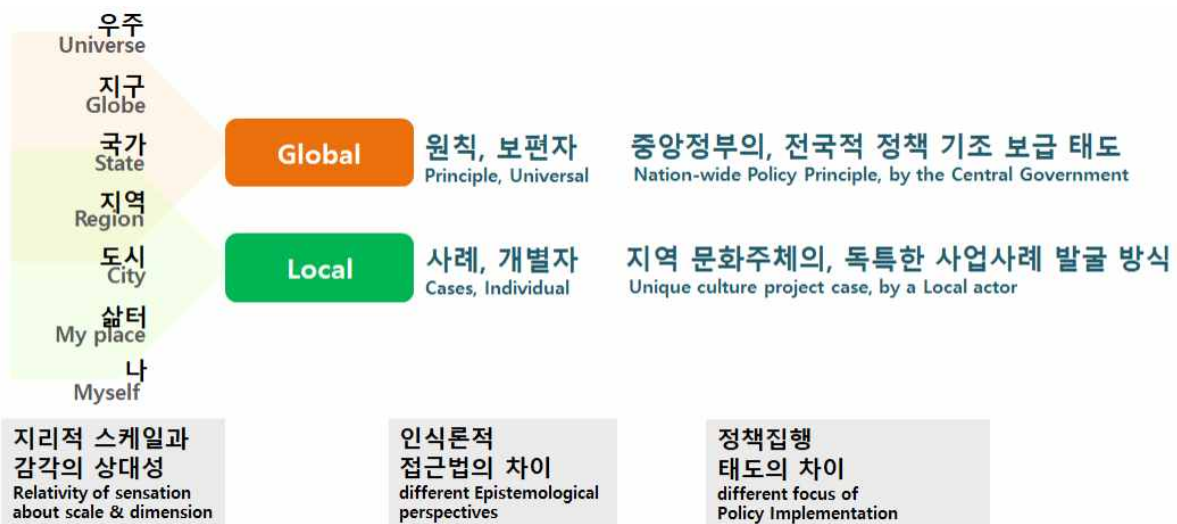 우주
Universe
지구
Globe
국가
State
지역
Region
도시
City
삶터
My place
나
Myself
Global
원칙, 보편자
Principle, Universal
중앙정부의, 전국적 정책 기조 보급 태도
Nation-wide Policy Principle, by the Central Government
Local
사례, 개별자
Cases, Individual
지역 문화주체의, 독특한 사업사례 발굴 방식
Unique culture project case, by a Local actor
지리적 스케일과
감각의 상대성
Relativity of sensation
about scale & dimension
인식론적
접근법의 차이
different Epistemological
perspectives
정책집행
태도의 차이
different focus of
Policy Implementation